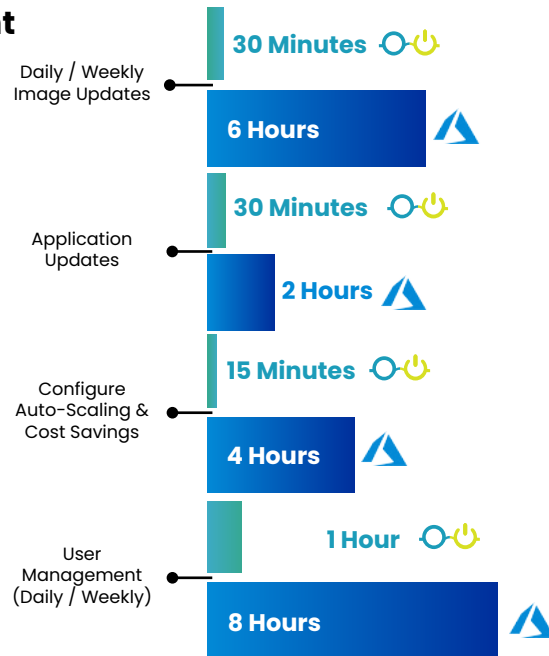 Daily / Weekly
Image Updates
30 Minutes
6 Hours
Application
Updates
30 Minutes
2 Hours
Configure
Auto-Scaling &
Cost Savings
15 Minutes
4 Hours
User
Management
(Daily / Weekly)
1 Hour
8 Hours